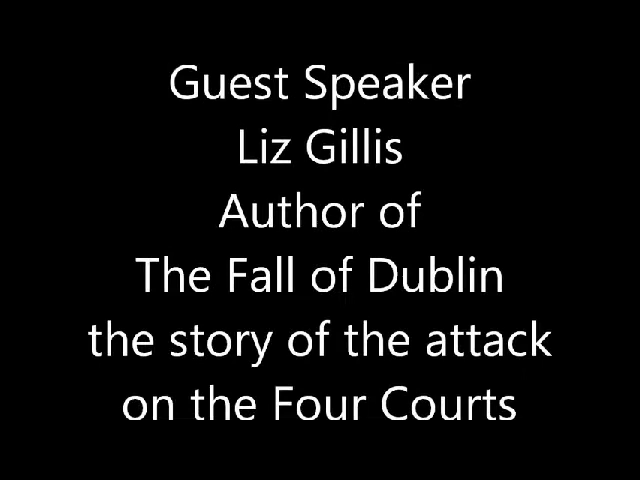 Guest Speaker
Liz Gillis
Author of
The Fall of Dublin
the story of the attack
on the Four Courts